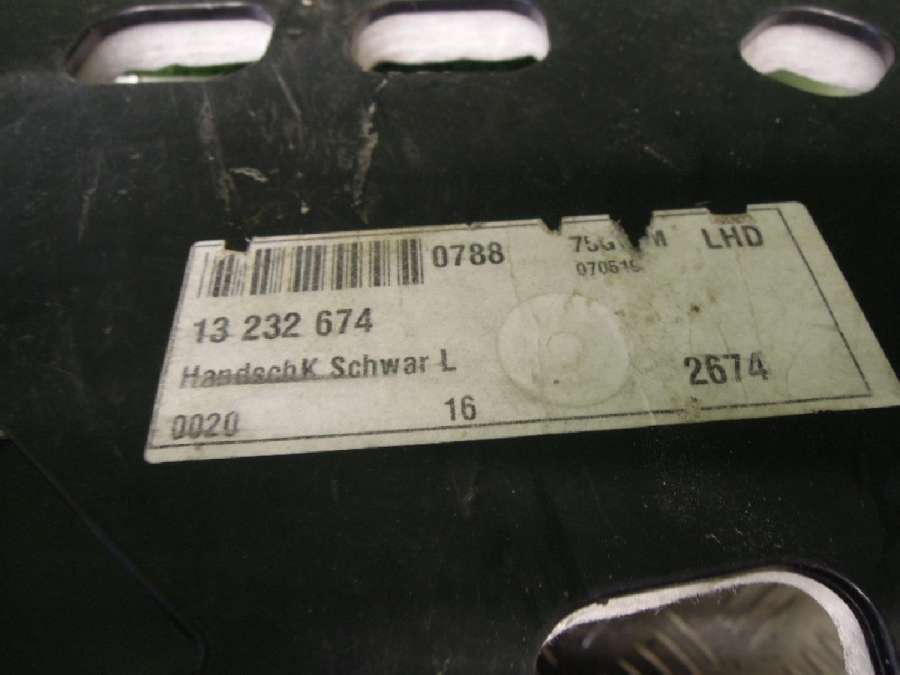 0788 LHD
13 232 674
HandschK Schwar L
2674
0020 16